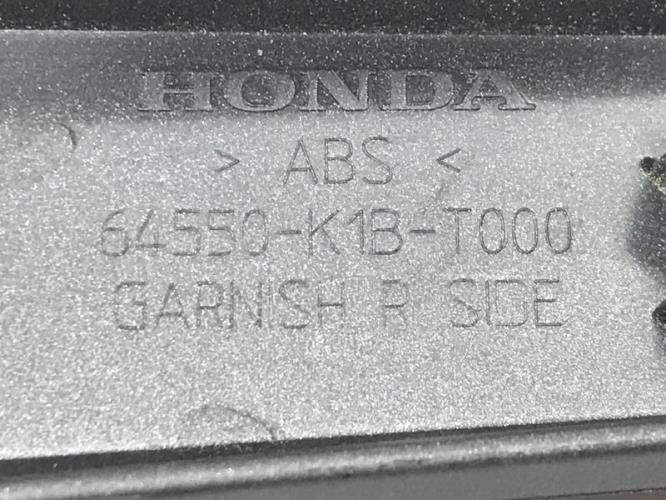 HONDA
> ABS <
64550-K1B-T000
GARNISH R SIDE